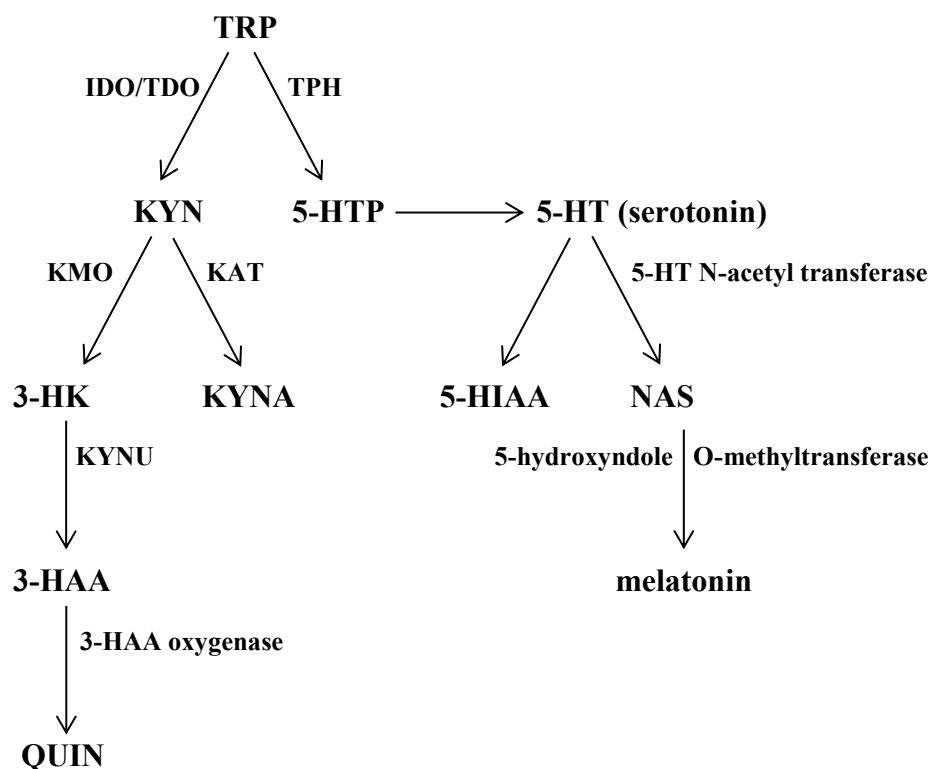 TRP
IDO/TDO TPH
KYN 5-HTP 5-HT (serotonin)
KMO KAT 5-HT N-acetyl transferase
3-HK KYNA 5-HIAA NAS
KYNU 5-hydroxyndole O-methyltransferase
3-HAA melatonin
3-HAA oxygenase
QUIN